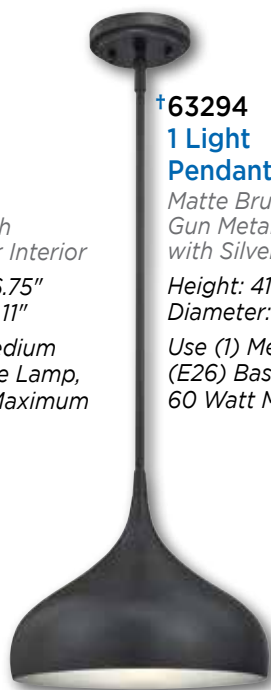 h
r Interior
6.75"
11"
edium
e Lamp,
Maximum
†63294
1 Light
Pendant
Matte Bru
Gun Meta
with Silver
Height: 41
Diameter:
Use (1) Me
(E26) Bas
60 Watt M